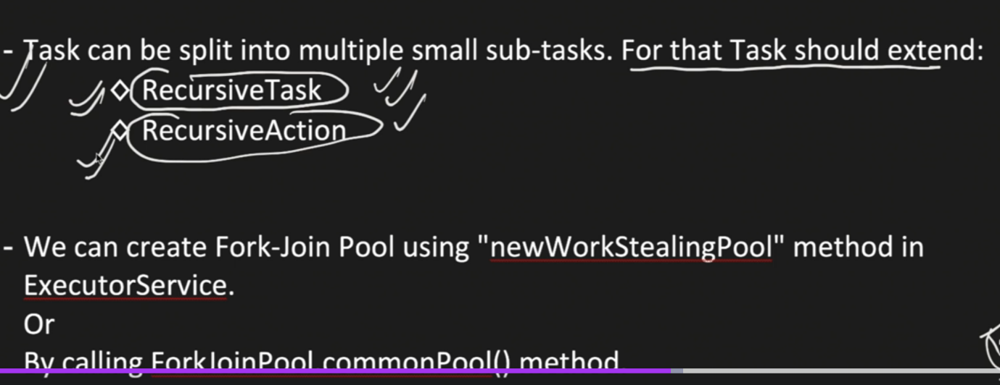 - Task can be split into multiple small sub-tasks. For that Task should extend:
◇ RecursiveTask
◇ RecursiveAction
- We can create Fork-Join Pool using "newWorkStealingPool" method in
ExecutorService.
Or
By calling ForkJoinPool.commonPool() method.